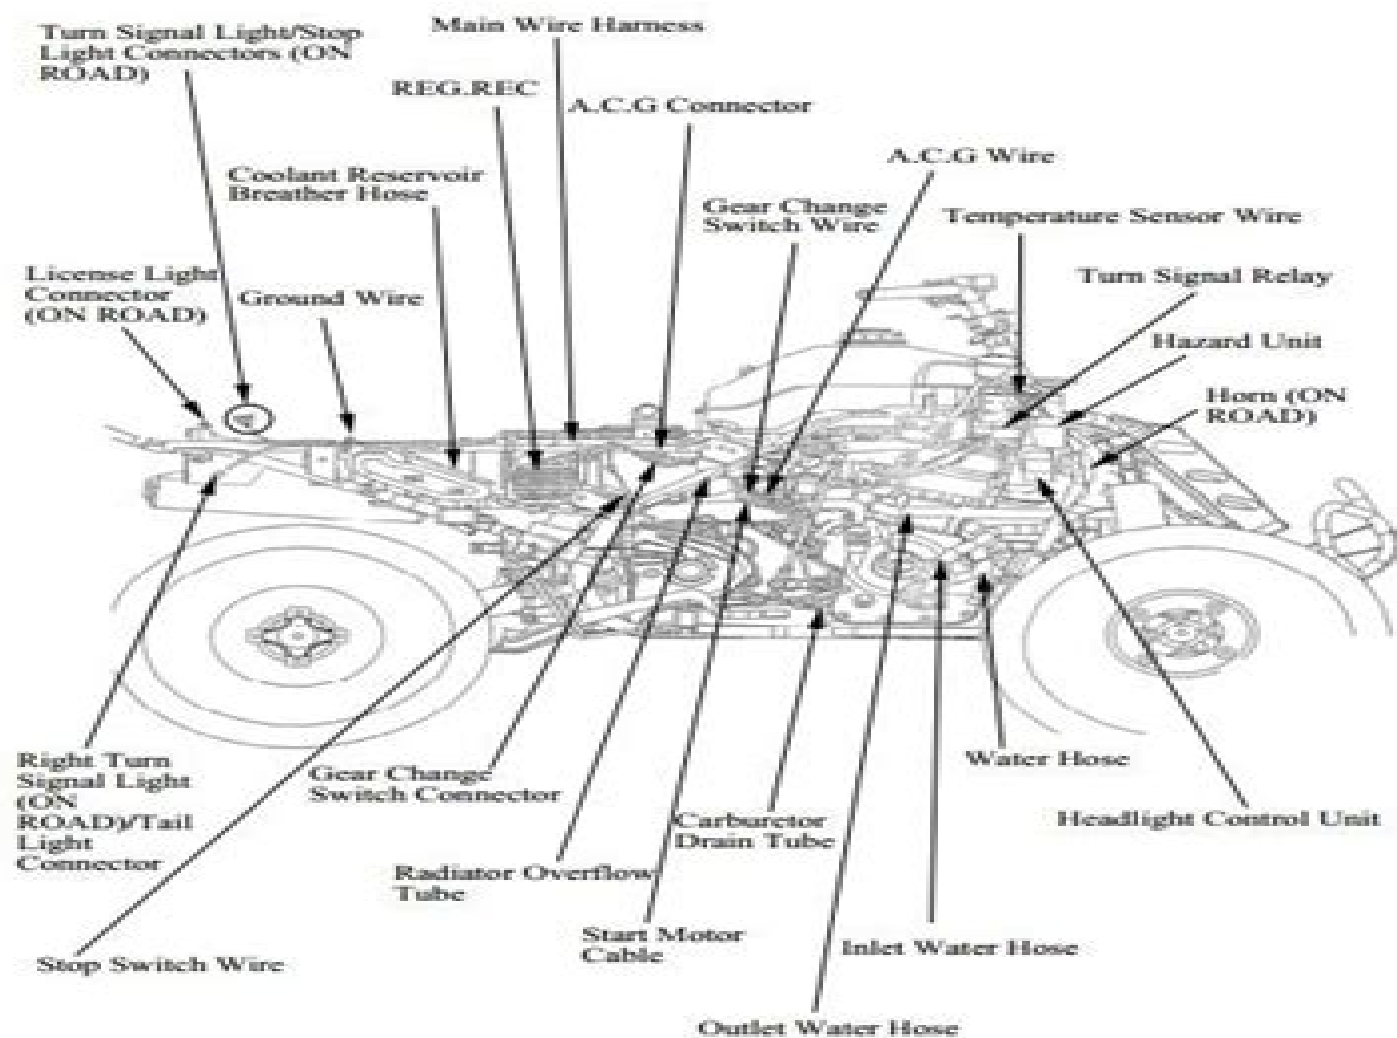 Turn Signal Light/Stop
Light Connectors (ON
ROAD)
Main Wire Harness
REG.REC
A.C.G Connector
A.C.G Wire
Coolant Reservoir
Breather Hose
Gear Change
Switch Wire
Temperature Sensor Wire
Turn Signal Relay
License Light
Connector
(ON ROAD)
Ground Wire
Hazard Unit
Horn (ON
ROAD)
Right Turn
Signal Light
(ON
ROAD)/Tail
Light
Connector
Gear Change
Switch Connector
Water Hose
Carburetor
Drain Tube
Headlight Control Unit
Radiator Overflow
Tube
Start Motor
Cable
Inlet Water Hose
Stop Switch Wire
Outlet Water Hose